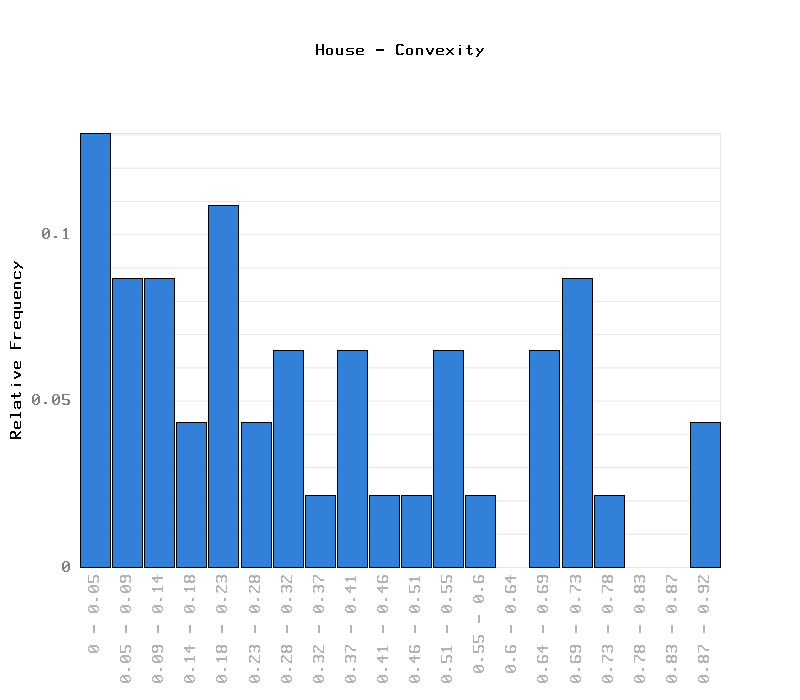 House - Convexity
Relative Frequency
0.1
0.05
0
0 - 0.05
0.05 - 0.09
0.09 - 0.14
0.14 - 0.18
0.18 - 0.23
0.23 - 0.28
0.28 - 0.32
0.32 - 0.37
0.37 - 0.41
0.41 - 0.46
0.46 - 0.51
0.51 - 0.55
0.55 - 0.6
0.6 - 0.64
0.64 - 0.69
0.69 - 0.73
0.73 - 0.78
0.78 - 0.83
0.83 - 0.87
0.87 - 0.92